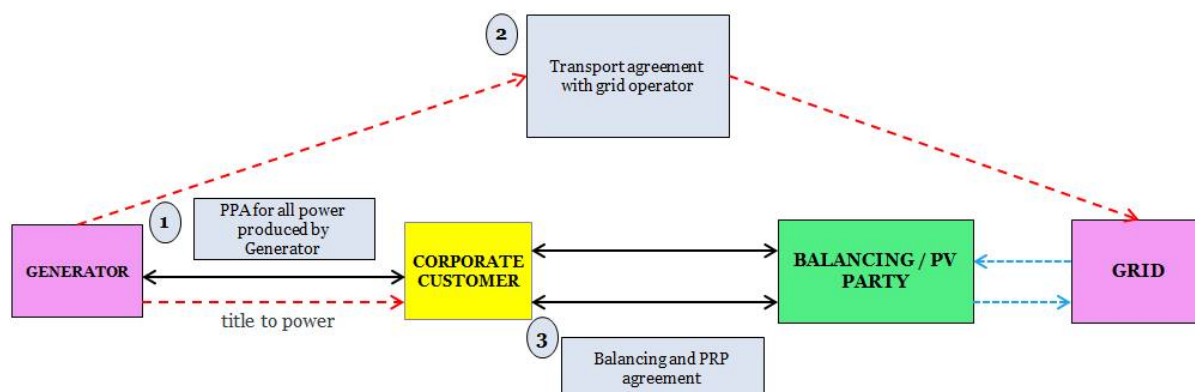 2
Transport agreement
with grid operator
1
PPA for all power
produced by
Generator
GENERATOR
CORPORATE
CUSTOMER
BALANCING / PV
PARTY
GRID
title to power
3
Balancing and PRP
agreement